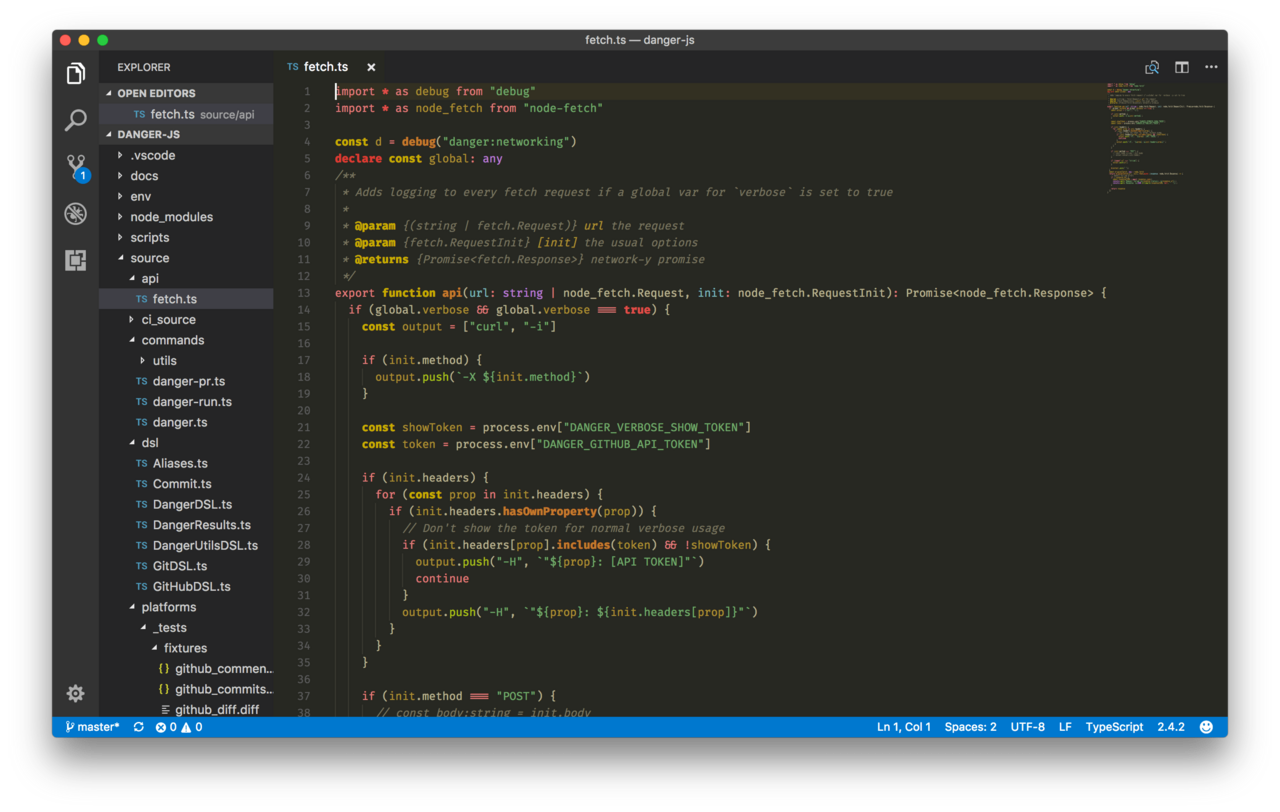 fetch.ts — danger-js
EXPLORER
OPEN EDITORS
TS fetch.ts source/api
DANGER-JS
.vscode
docs
env
node_modules
scripts
source
api
TS fetch.ts
ci_source
commands
utils
TS danger-pr.ts
TS danger-run.ts
TS danger.ts
dsl
TS Aliases.ts
TS Commit.ts
TS DangerDSL.ts
TS DangerResults.ts
TS DangerUtilsDSL.ts
TS GitDSL.ts
TS GitHubDSL.ts
platforms
_tests
fixtures
{} github_commen...
{} github_commits...
github_diff.diff
1
TS fetch.ts ×
1 import * as debug from "debug"
2 import * as node_fetch from "node-fetch"
3
4 const d = debug("danger:networking")
5 declare const global: any
6 /**
7  * Adds logging to every fetch request if a global var for `verbose` is set to true
8  *
9  * @param {(string | fetch.Request)} url the request
10  * @param {fetch.RequestInit} [init] the usual options
11  * @returns {Promise<fetch.Response>} network-y promise
12  */
13 export function api(url: string | node_fetch.Request, init: node_fetch.RequestInit): Promise<node_fetch.Response> {
14   if (global.verbose && global.verbose === true) {
15     const output = ["curl", "-i"]
16
17     if (init.method) {
18       output.push(`-X ${init.method}`)
19     }
20
21     const showToken = process.env["DANGER_VERBOSE_SHOW_TOKEN"]
22     const token = process.env["DANGER_GITHUB_API_TOKEN"]
23
24     if (init.headers) {
25       for (const prop in init.headers) {
26         if (init.headers.hasOwnProperty(prop)) {
27           // Don't show the token for normal verbose usage
28           if (init.headers[prop].includes(token) && !showToken) {
29             output.push("-H", `"${prop}: [API TOKEN]"`)
30             continue
31           }
32           output.push("-H", `"${prop}: ${init.headers[prop]}"`)
33         }
34       }
35     }
36
37     if (init.method === "POST") {
38       // const body:string = init.body
master* 0 0
Ln 1, Col 1 Spaces: 2 UTF-8 LF TypeScript 2.4.2